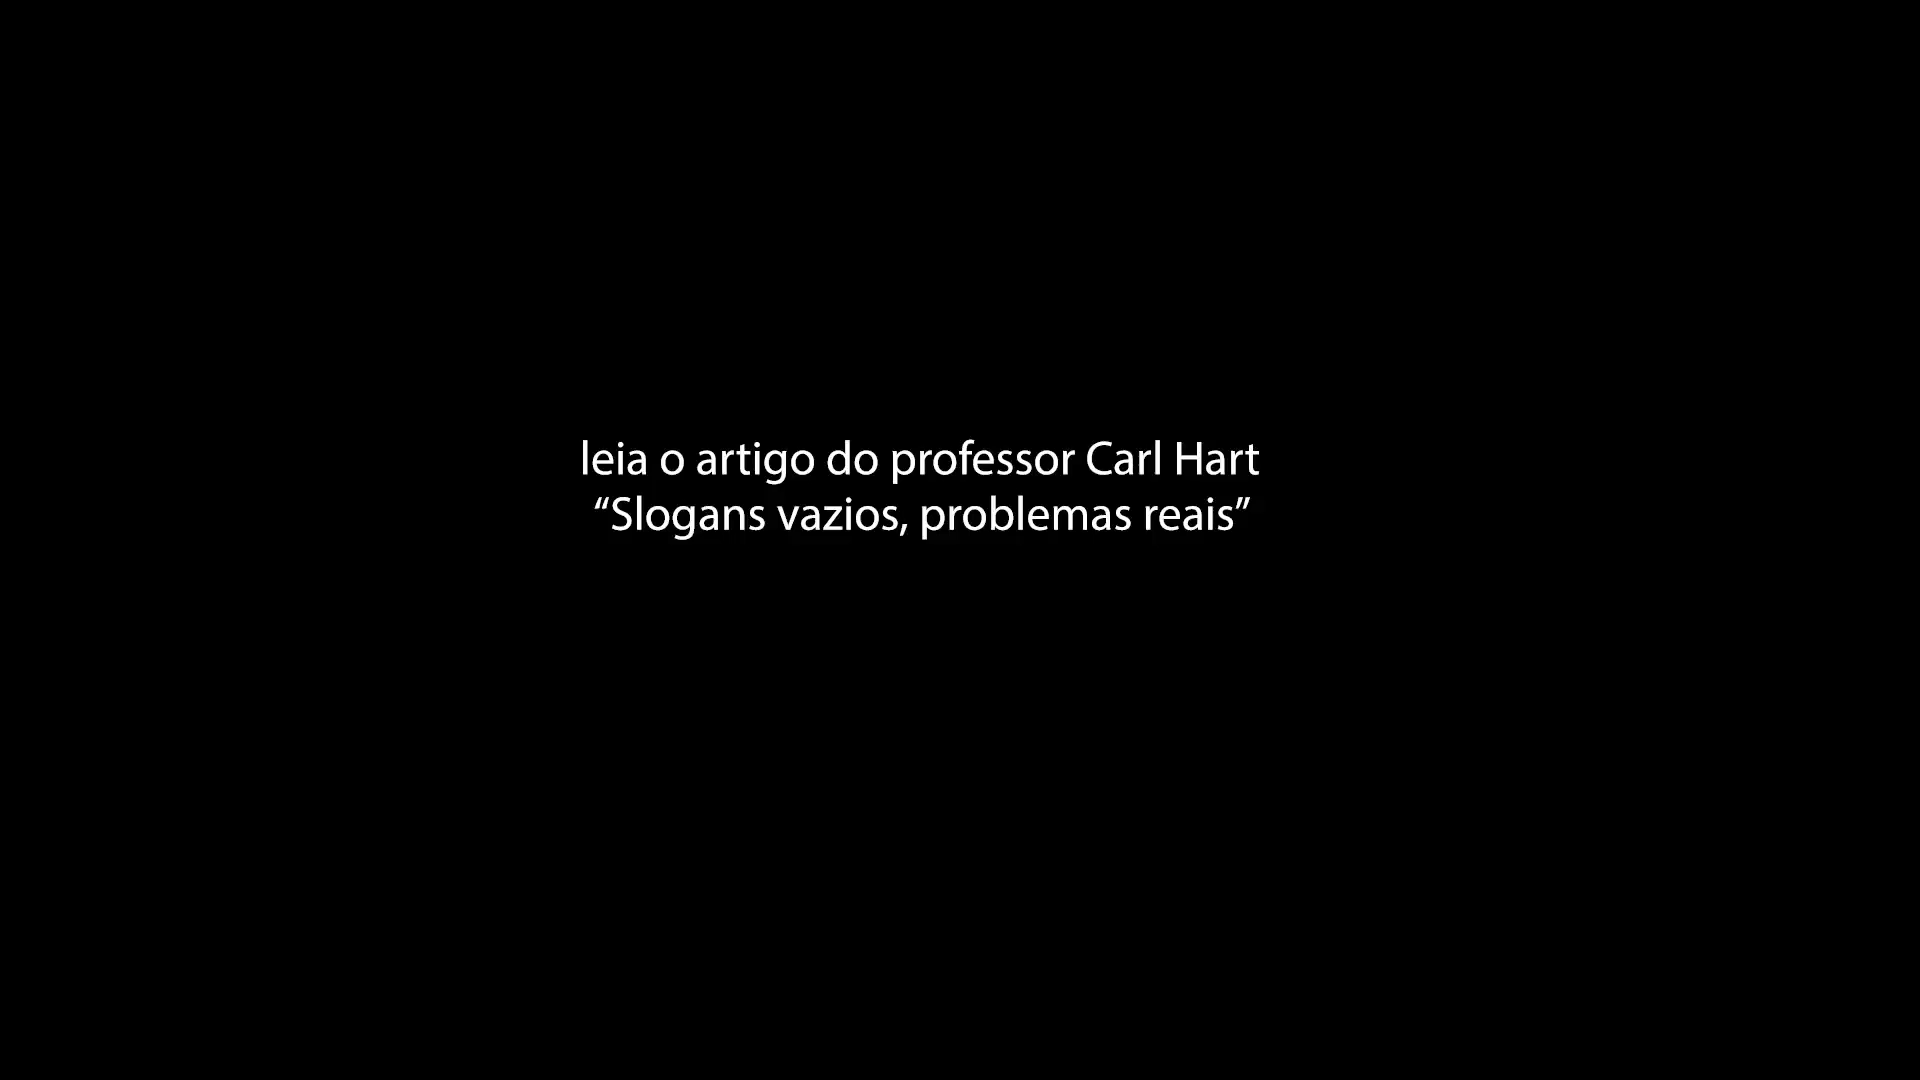 leia o artigo do professor Carl Hart
“Slogans vazios, problemas reais”